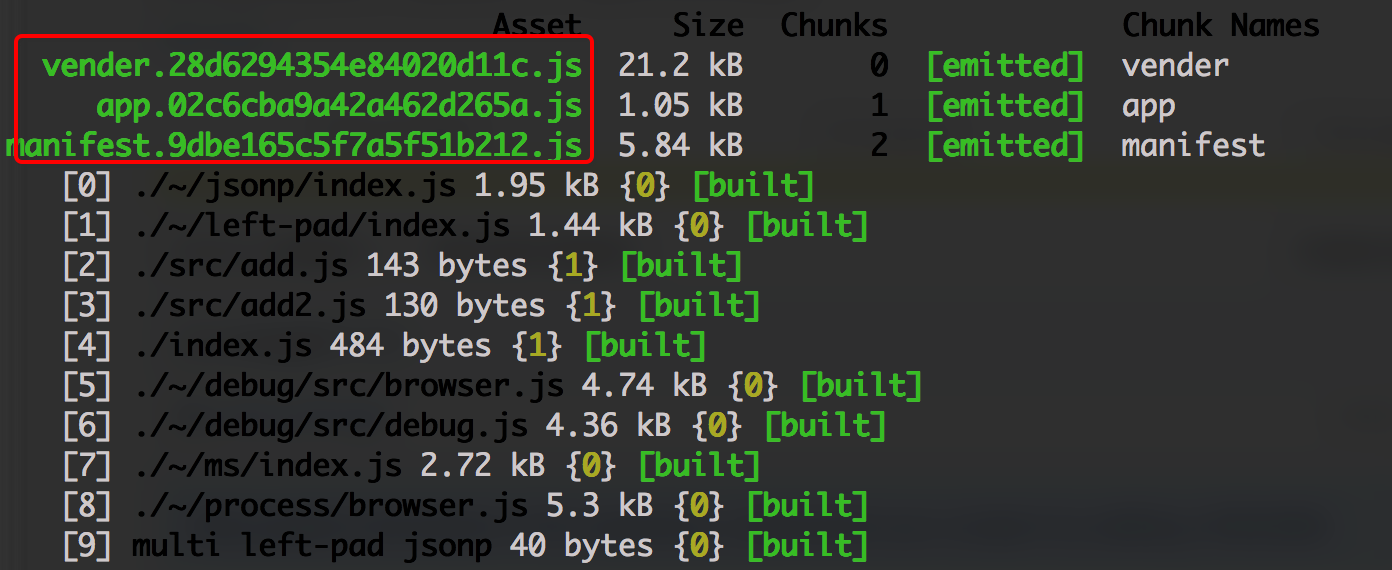 Asset Size Chunks Chunk Names
vender.28d6294354e84020d11c.js 21.2 kB 0 [emitted] vender
app.02c6cba9a42a462d265a.js 1.05 kB 1 [emitted] app
manifest.9dbe165c5f7a5f51b212.js 5.84 kB 2 [emitted] manifest
[0] ./~/jsonp/index.js 1.95 kB {0} [built]
[1] ./~/left-pad/index.js 1.44 kB {0} [built]
[2] ./src/add.js 143 bytes {1} [built]
[3] ./src/add2.js 130 bytes {1} [built]
[4] ./index.js 484 bytes {1} [built]
[5] ./~/debug/src/browser.js 4.74 kB {0} [built]
[6] ./~/debug/src/debug.js 4.36 kB {0} [built]
[7] ./~/ms/index.js 2.72 kB {0} [built]
[8] ./~/process/browser.js 5.3 kB {0} [built]
[9] multi left-pad jsonp 40 bytes {0} [built]